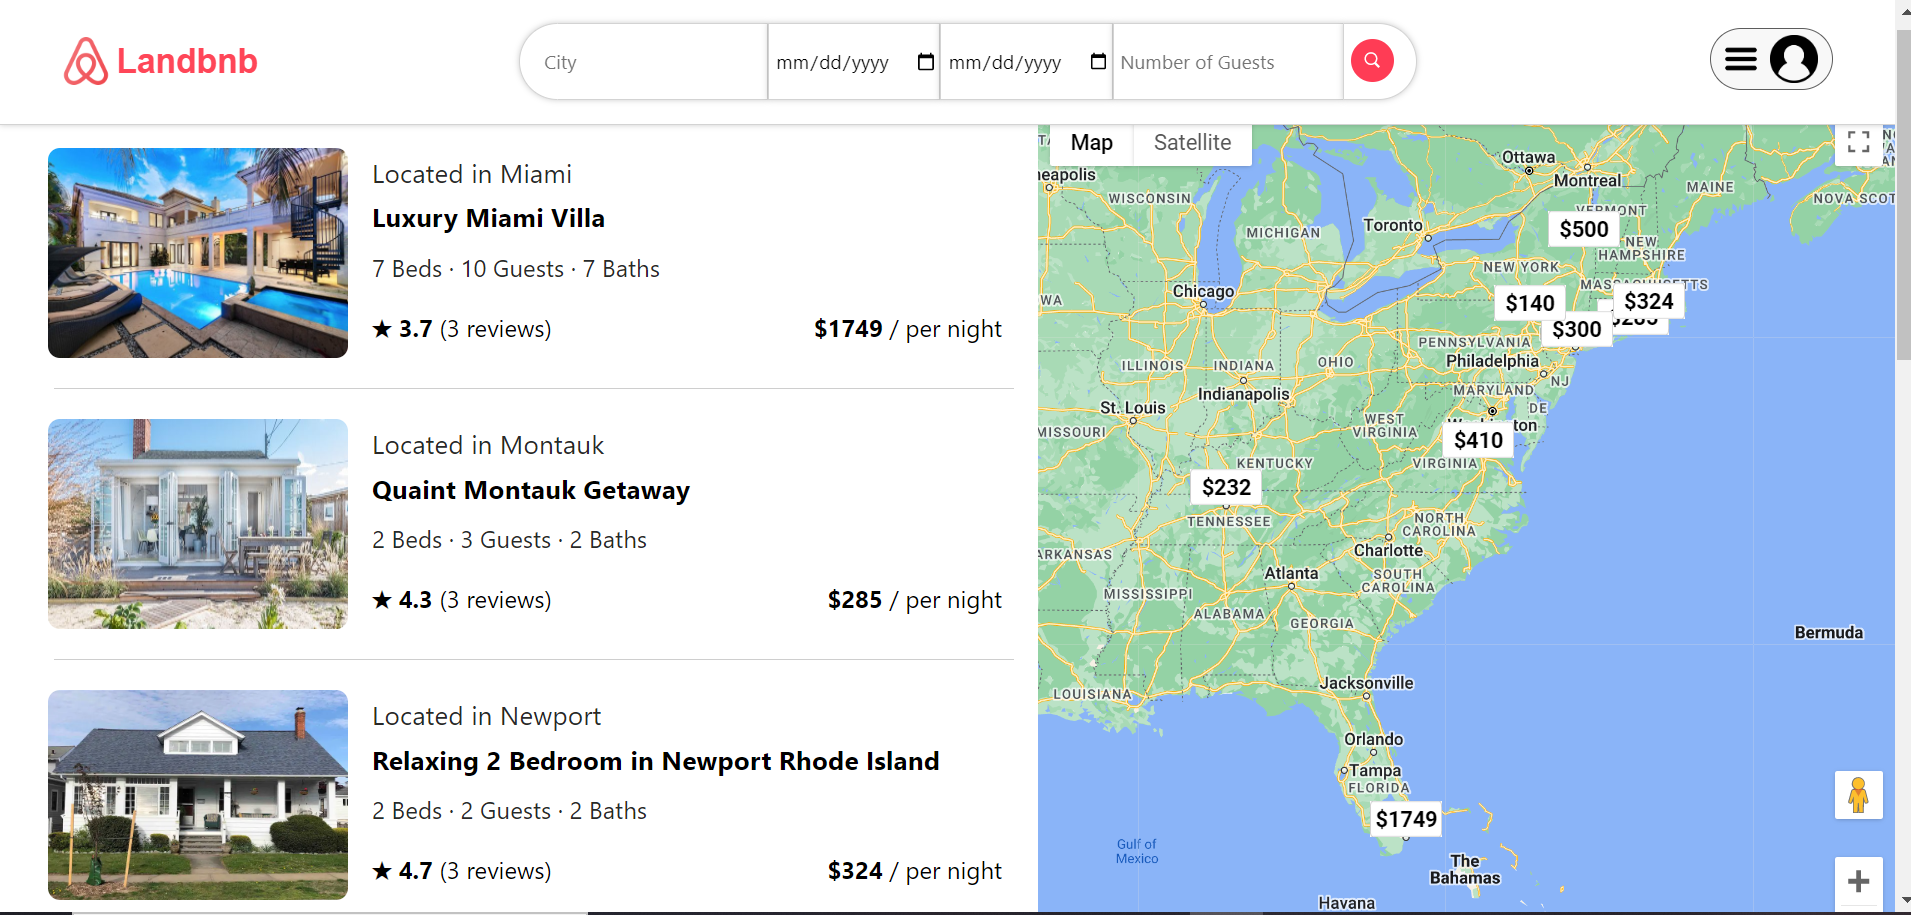 Landbnb
City
mm/dd/yyyy
mm/dd/yyyy
Number of Guests
Located in Miami
Luxury Miami Villa
7 Beds · 10 Guests · 7 Baths
★ 3.7 (3 reviews)
$1749 / per night
Located in Montauk
Quaint Montauk Getaway
2 Beds · 3 Guests · 2 Baths
★ 4.3 (3 reviews)
$285 / per night
Located in Newport
Relaxing 2 Bedroom in Newport Rhode Island
2 Beds · 2 Guests · 2 Baths
★ 4.7 (3 reviews)
$324 / per night
Map
Satellite
Ottawa
Montreal
MAINE
NOVA SCOT
neapolis
WISCONSIN
VERMONT
Toronto
MICHIGAN
$500
NEW
HAMPSHIRE
NEW YORK
MASSACHUSETTS
Chicago
WA
$140
$324
$285
$300
PENNSYLVANIA
Philadelphia
ILLINOIS
INDIANA
OHIO
NJ
Indianapolis
MARYLAND
St. Louis
DE
WEST
VIRGINIA
Washington
MISSOURI
$410
KENTUCKY
VIRGINIA
$232
TENNESSEE
NORTH
CAROLINA
ARKANSAS
Charlotte
Atlanta
SOUTH
CAROLINA
MISSISSIPPI
ALABAMA
GEORGIA
Bermuda
Jacksonville
LOUISIANA
Orlando
Tampa
FLORIDA
$1749
Gulf of
Mexico
The
Bahamas
Havana